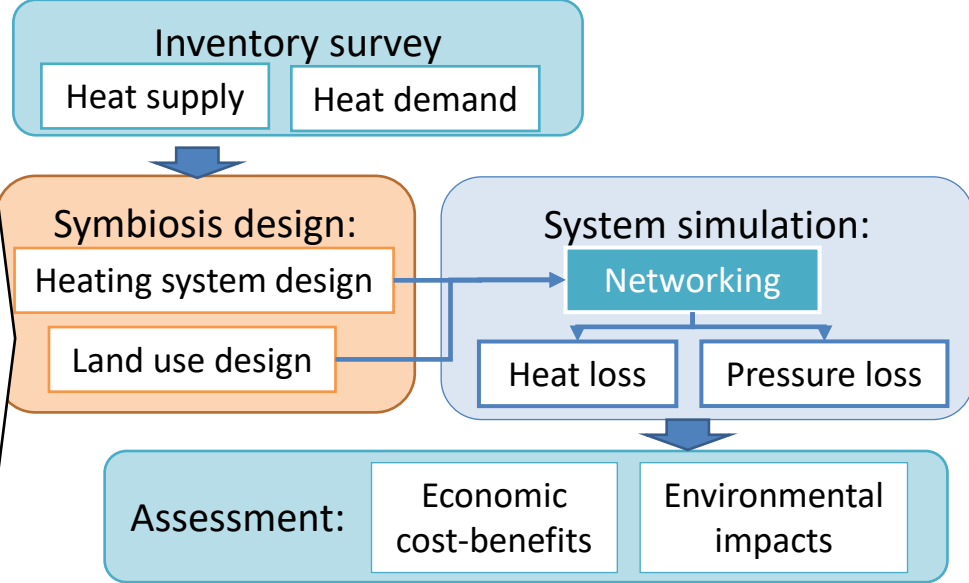 Inventory survey
Heat supply
Heat demand
Symbiosis design:
Heating system design
Land use design
System simulation:
Networking
Heat loss
Pressure loss
Assessment:
Economic
cost-benefits
Environmental
impacts